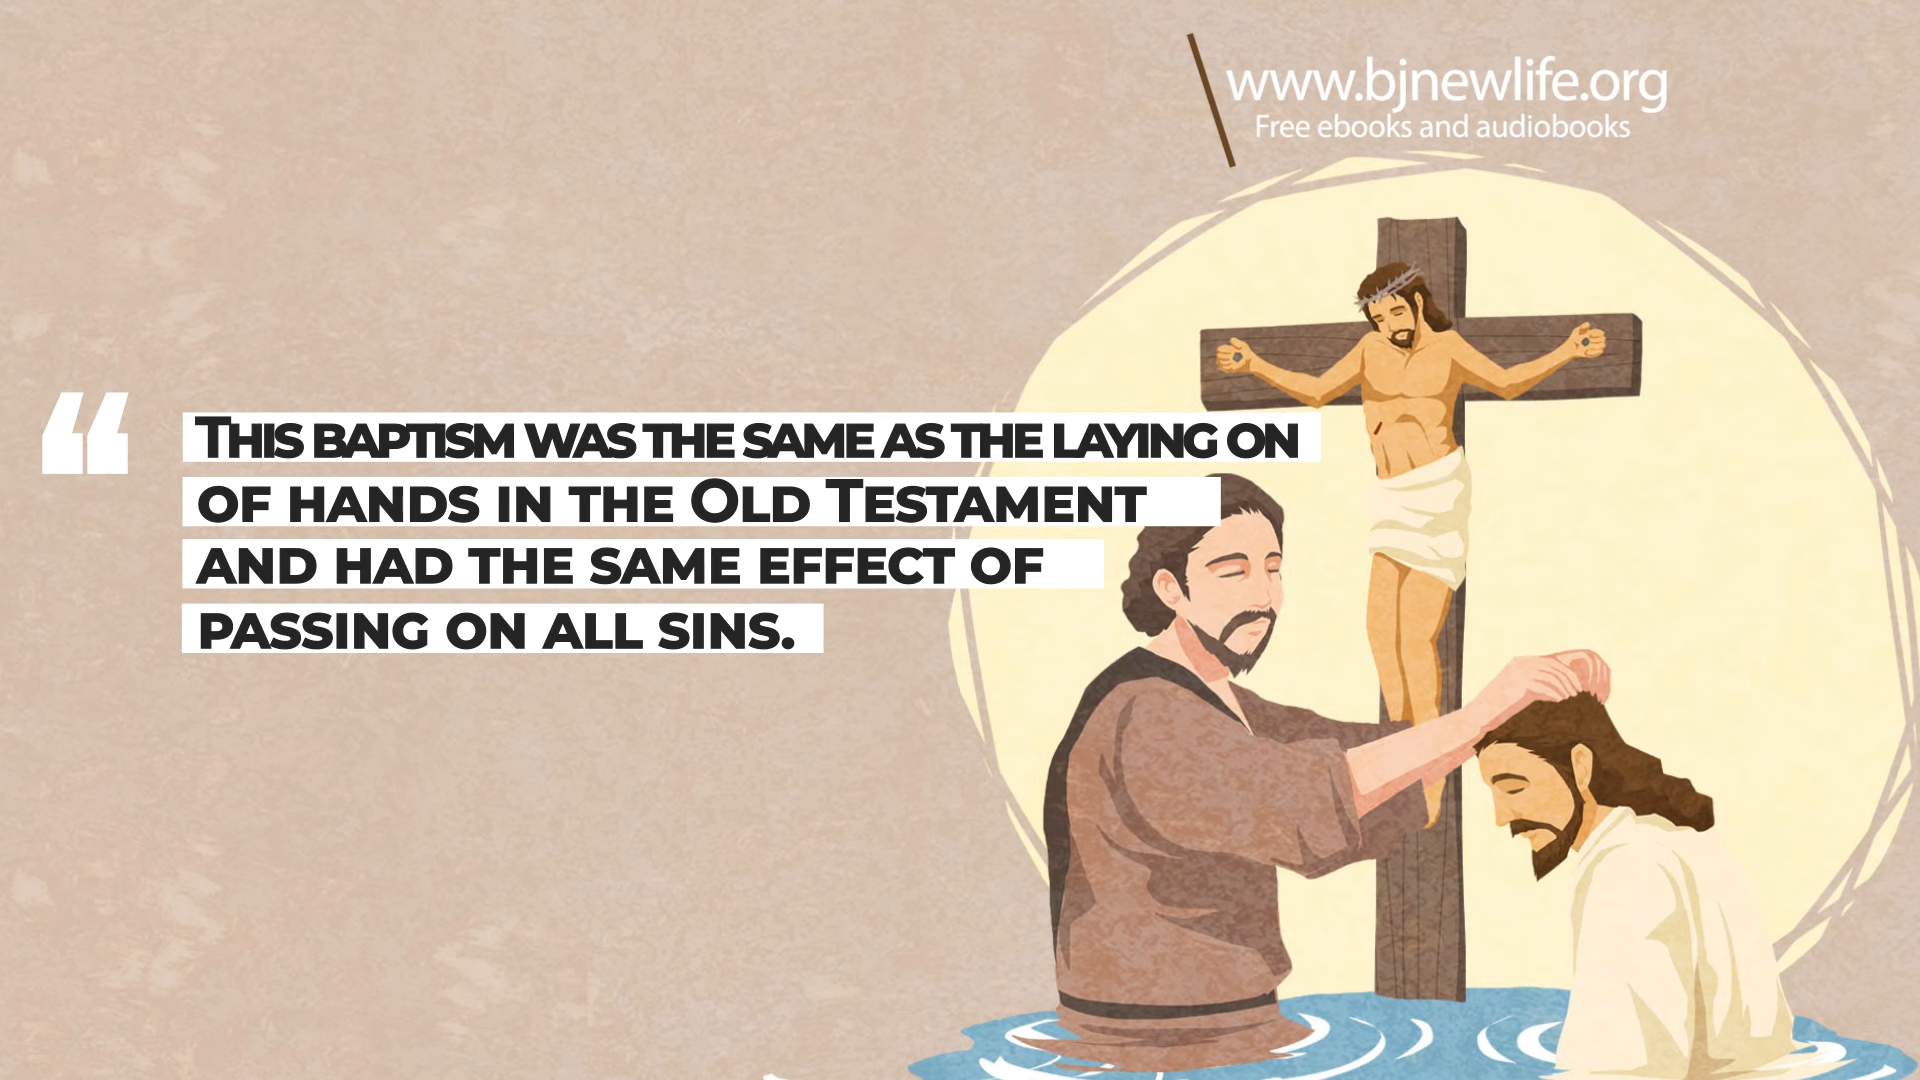 www.bjnewlife.org
Free ebooks and audiobooks
“
This baptism was the same as the laying on
of hands in the Old Testament
and had the same effect of
passing on all sins.